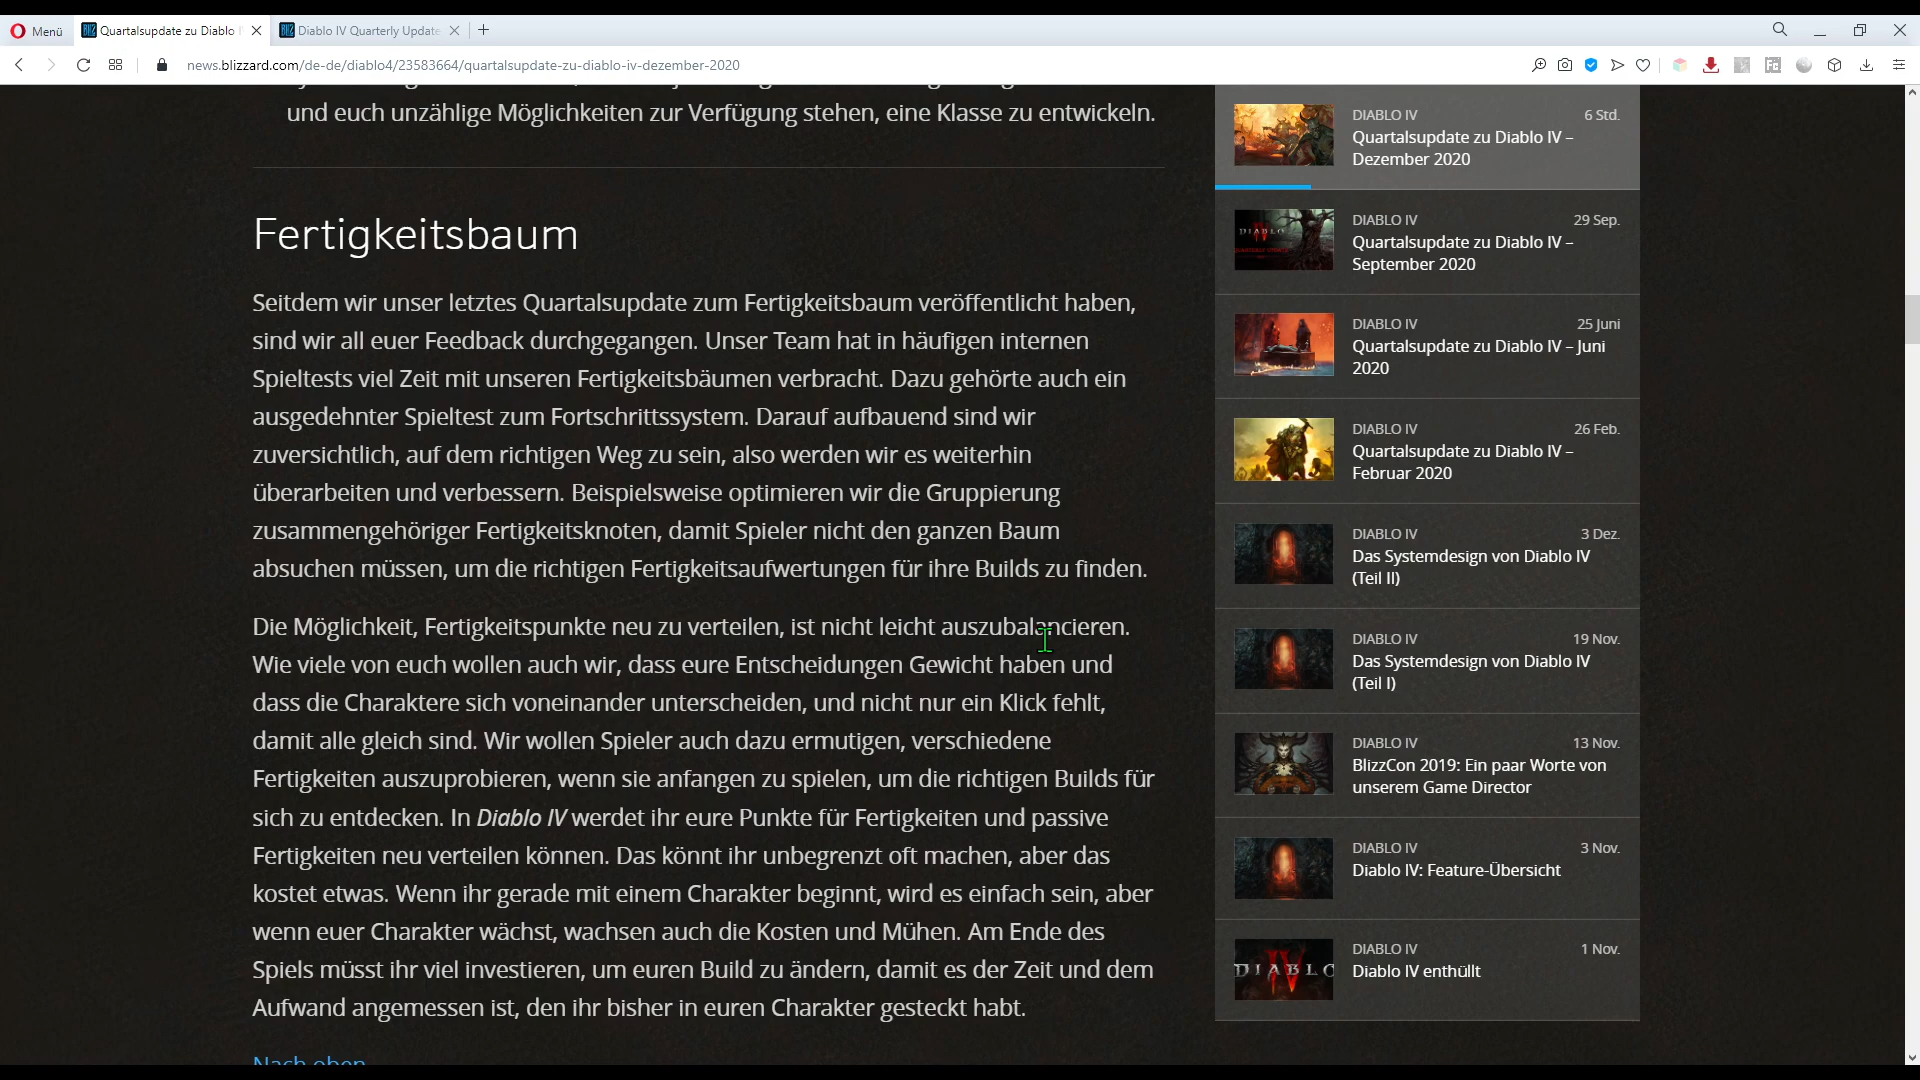 Menü
Quartalsupdate zu Diablo
Diablo IV Quarterly Update
news.blizzard.com/de-de/diablo4/23583664/quartalsupdate-zu-diablo-iv-dezember-2020
und euch unzählige Möglichkeiten zur Verfügung stehen, eine Klasse zu entwickeln.
Fertigkeitsbaum
Seitdem wir unser letztes Quartalsupdate zum Fertigkeitsbaum veröffentlicht haben,
sind wir all euer Feedback durchgegangen. Unser Team hat in häufigen internen
Spieltests viel Zeit mit unseren Fertigkeitsbäumen verbracht. Dazu gehörte auch ein
ausgedehnter Spieltest zum Fortschrittssystem. Darauf aufbauend sind wir
zuversichtlich, auf dem richtigen Weg zu sein, also werden wir es weiterhin
überarbeiten und verbessern. Beispielsweise optimieren wir die Gruppierung
zusammengehöriger Fertigkeitsknoten, damit Spieler nicht den ganzen Baum
absuchen müssen, um die richtigen Fertigkeitsaufwertungen für ihre Builds zu finden.
Die Möglichkeit, Fertigkeitspunkte neu zu verteilen, ist nicht leicht auszubalancieren.
Wie viele von euch wollen auch wir, dass eure Entscheidungen Gewicht haben und
dass die Charaktere sich voneinander unterscheiden, und nicht nur ein Klick fehlt,
damit alle gleich sind. Wir wollen Spieler auch dazu ermutigen, verschiedene
Fertigkeiten auszuprobieren, wenn sie anfangen zu spielen, um die richtigen Builds für
sich zu entdecken. In Diablo IV werdet ihr eure Punkte für Fertigkeiten und passive
Fertigkeiten neu verteilen können. Das könnt ihr unbegrenzt oft machen, aber das
kostet etwas. Wenn ihr gerade mit einem Charakter beginnt, wird es einfach sein, aber
wenn euer Charakter wächst, wachsen auch die Kosten und Mühen. Am Ende des
Spiels müsst ihr viel investieren, um euren Build zu ändern, damit es der Zeit und dem
Aufwand angemessen ist, den ihr bisher in euren Charakter gesteckt habt.
Nach oben
DIABLO IV 6 Std.
Quartalsupdate zu Diablo IV –
Dezember 2020
DIABLO IV 29 Sep.
Quartalsupdate zu Diablo IV –
September 2020
DIABLO IV 25 Juni
Quartalsupdate zu Diablo IV – Juni
2020
DIABLO IV 26 Feb.
Quartalsupdate zu Diablo IV –
Februar 2020
DIABLO IV 3 Dez.
Das Systemdesign von Diablo IV
(Teil II)
DIABLO IV 19 Nov.
Das Systemdesign von Diablo IV
(Teil I)
DIABLO IV 13 Nov.
BlizzCon 2019: Ein paar Worte von
unserem Game Director
DIABLO IV 3 Nov.
Diablo IV: Feature-Übersicht
DIABLO IV 1 Nov.
Diablo IV enthüllt